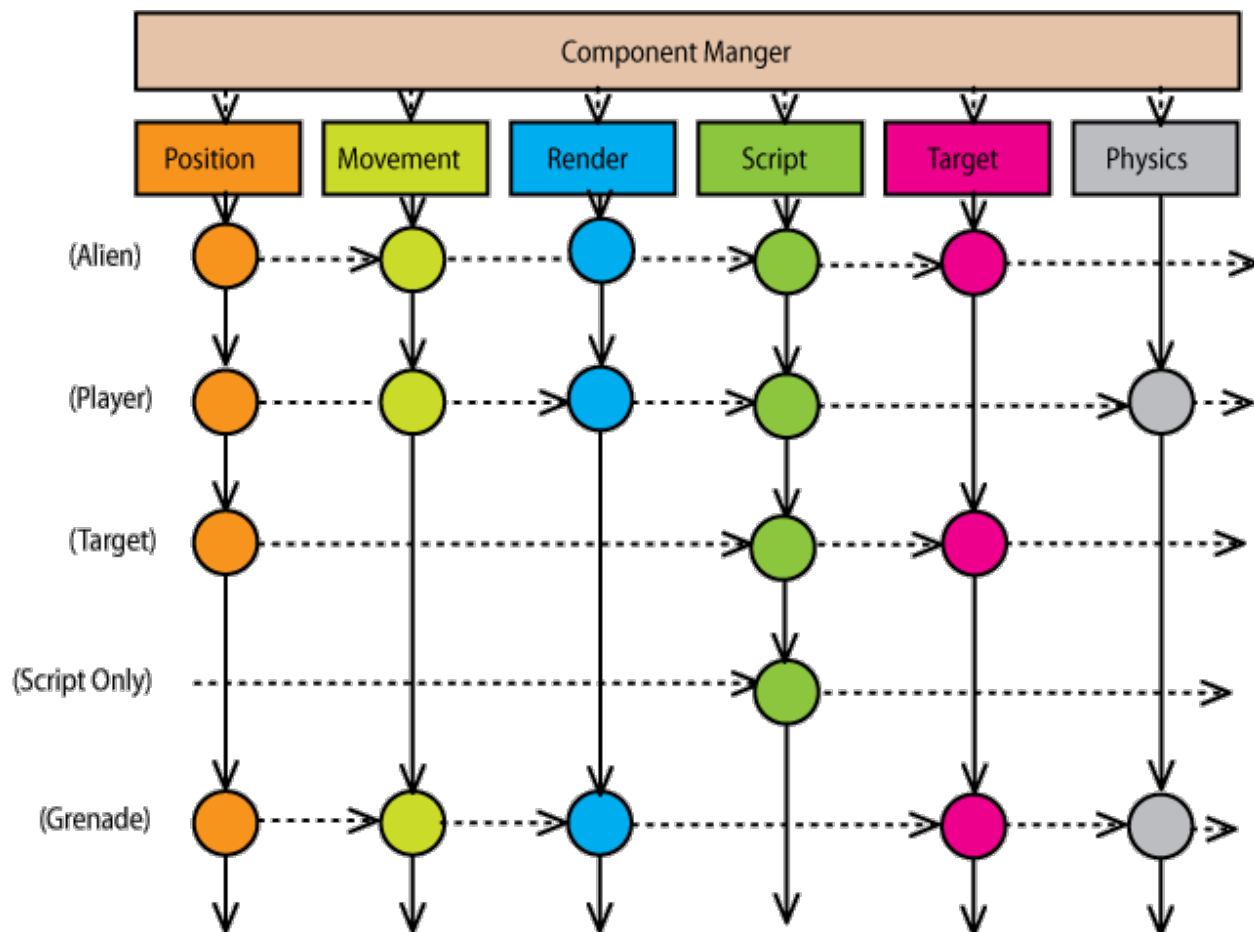 Component Manger
Position
Movement
Render
Script
Target
Physics
(Alien)
(Player)
(Target)
(Script Only)
(Grenade)